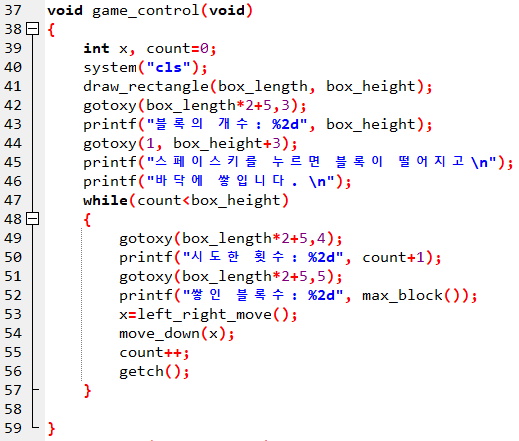 37 void game_control(void)
38 {
39     int x, count=0;
40     system("cls");
41     draw_rectangle(box_length, box_height);
42     gotoxy(box_length*2+5,3);
43     printf("블록의 개수: %2d", box_height);
44     gotoxy(1, box_height+3);
45     printf("스페이스키를 누르면 블록이 떨어지고\n");
46     printf("바닥에 쌓입니다. \n");
47     while(count<box_height)
48     {
49         gotoxy(box_length*2+5,4);
50         printf("시도한 횟수: %2d", count+1);
51         gotoxy(box_length*2+5,5);
52         printf("쌓인 블록수: %2d", max_block());
53         x=left_right_move();
54         move_down(x);
55         count++;
56         getch();
57     }
58
59 }